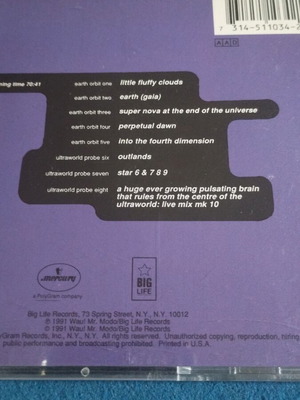 7 314-511034-2
AAD
ning time 70:41
earth orbit one little fluffy clouds
earth orbit two earth (gaia)
earth orbit three super nova at the end of the universe
earth orbit four perpetual dawn
earth orbit five into the fourth dimension
ultraworld probe six outlands
ultraworld probe seven star 6 & 7 8 9
ultraworld probe eight a huge ever growing pulsating brain
that rules from the centre of the
ultraworld: live mix mk 10
mercury
a PolyGram company
BIG
LIFE
Big Life Records, 73 Spring Street, N.Y. N.Y. 10012
℗ 1991 Wau! Mr. Modo/Big Life Records
© 1991 Wau! Mr. Modo/Big Life Records
yGram Records, Inc., N.Y., N.Y. All rights reserved. Unauthorized copying, reproduction, hiring
public performance and broadcasting prohibited. Printed in U.S.A.